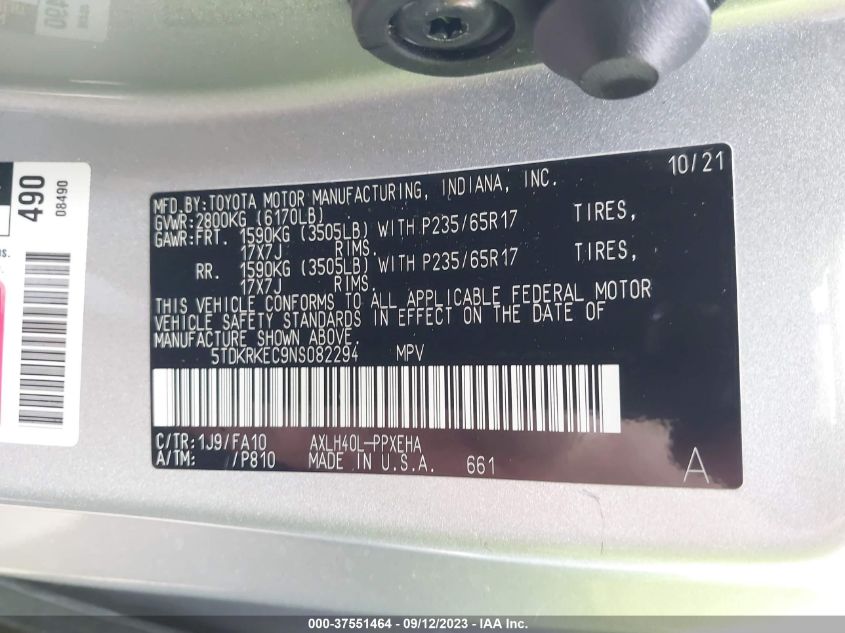 490
08490
10/21
MFD.BY:TOYOTA MOTOR MANUFACTURING, INDIANA, INC.
GVWR:2800KG (6170LB)
GAWR:FRT. 1590KG (3505LB) WITH P235/65R17 TIRES,
17X7J RIMS.
RR. 1590KG (3505LB) WITH P235/65R17 TIRES,
17X7J RIMS.
THIS VEHICLE CONFORMS TO ALL APPLICABLE FEDERAL MOTOR
VEHICLE SAFETY STANDARDS IN EFFECT ON THE DATE OF
MANUFACTURE SHOWN ABOVE.
5TDKRKEC9NS082294 MPV
C/TR:1J9/FA10 AXLH40L-PPXEHA
A/TM: /P810 MADE IN U.S.A. 661
A
000-37551464 - 09/12/2023 - IAA Inc.